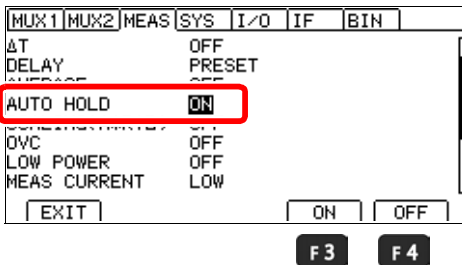 MUX1 MUX2 MEAS SYS I/O IF BIN
ΔT OFF
DELAY PRESET
AUTO HOLD ON
OVC OFF
LOW POWER OFF
MEAS CURRENT LOW
EXIT ON OFF
F3 F4